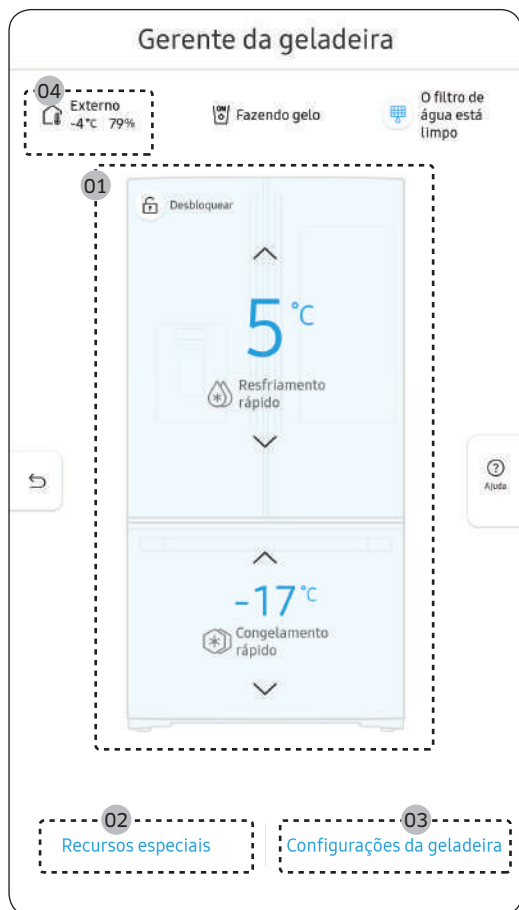 Gerente da geladeira
04
Externo
-4°C 79%
ON
Fazendo gelo
O filtro de
água está
limpo
01
Desbloquear
5°C
Resfriamento
rápido
Ajuda
-17°C
Congelamento
rápido
02
Recursos especiais
03
Configurações da geladeira